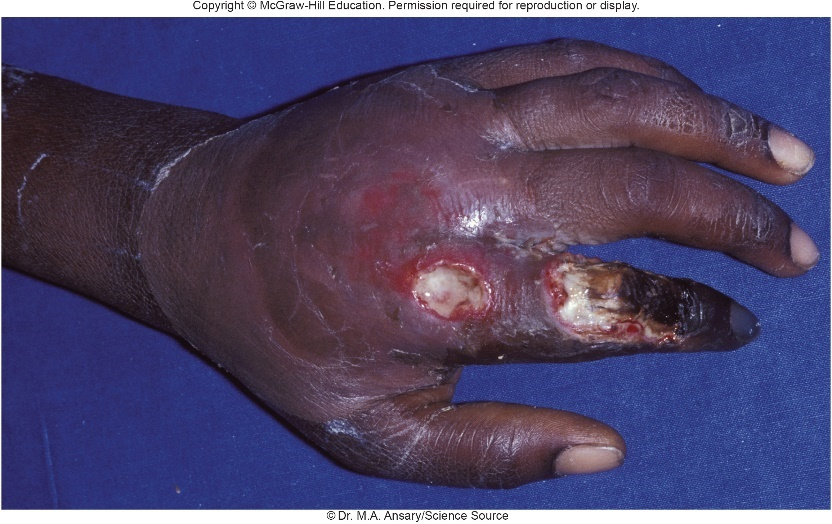 Copyright © McGraw-Hill Education. Permission required for reproduction or display.
© Dr. M.A. Ansary/Science Source